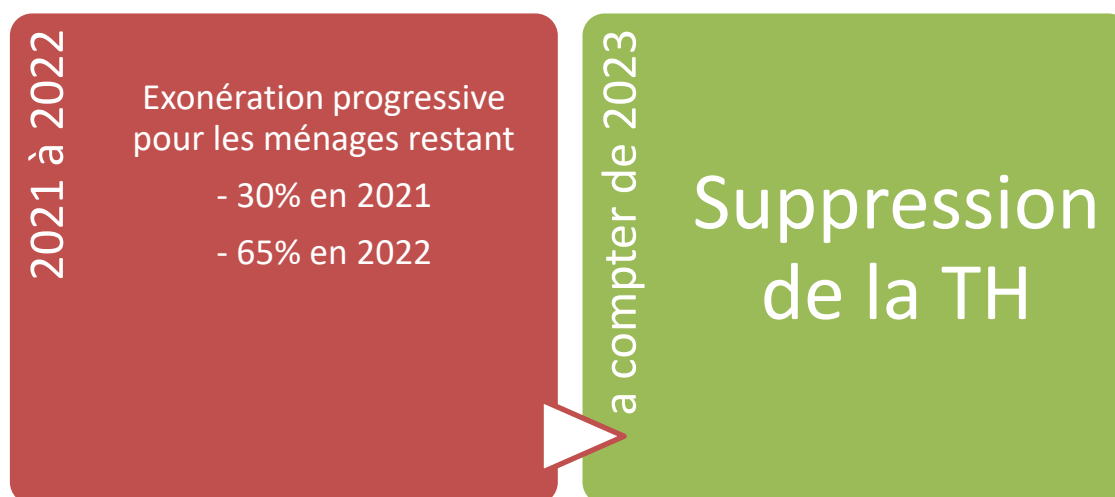 2021 à 2022
Exonération progressive
pour les ménages restant
- 30% en 2021
- 65% en 2022
a compter de 2023
Suppression
de la TH